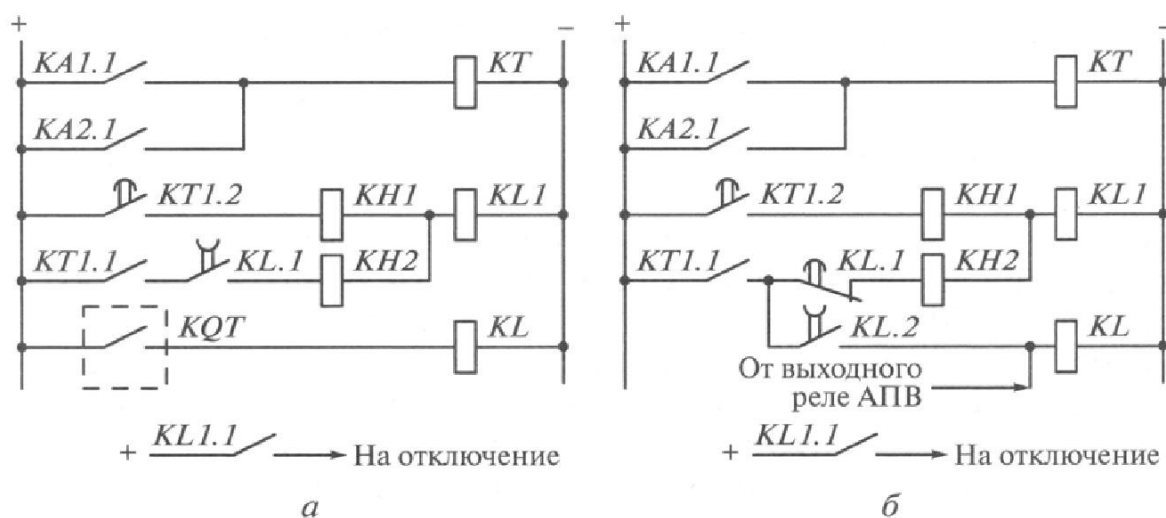 + – + –
KA1.1 KT KA1.1 KT
KA2.1 KA2.1
KT1.2 KH1 KL1 KT1.2 KH1 KL1
KT1.1 KL.1 KH2 KT1.1 KL.1 KH2
KQT KL KL.2 KL
От выходного
реле АПВ
+ KL1.1 На отключение + KL1.1 На отключение
а б